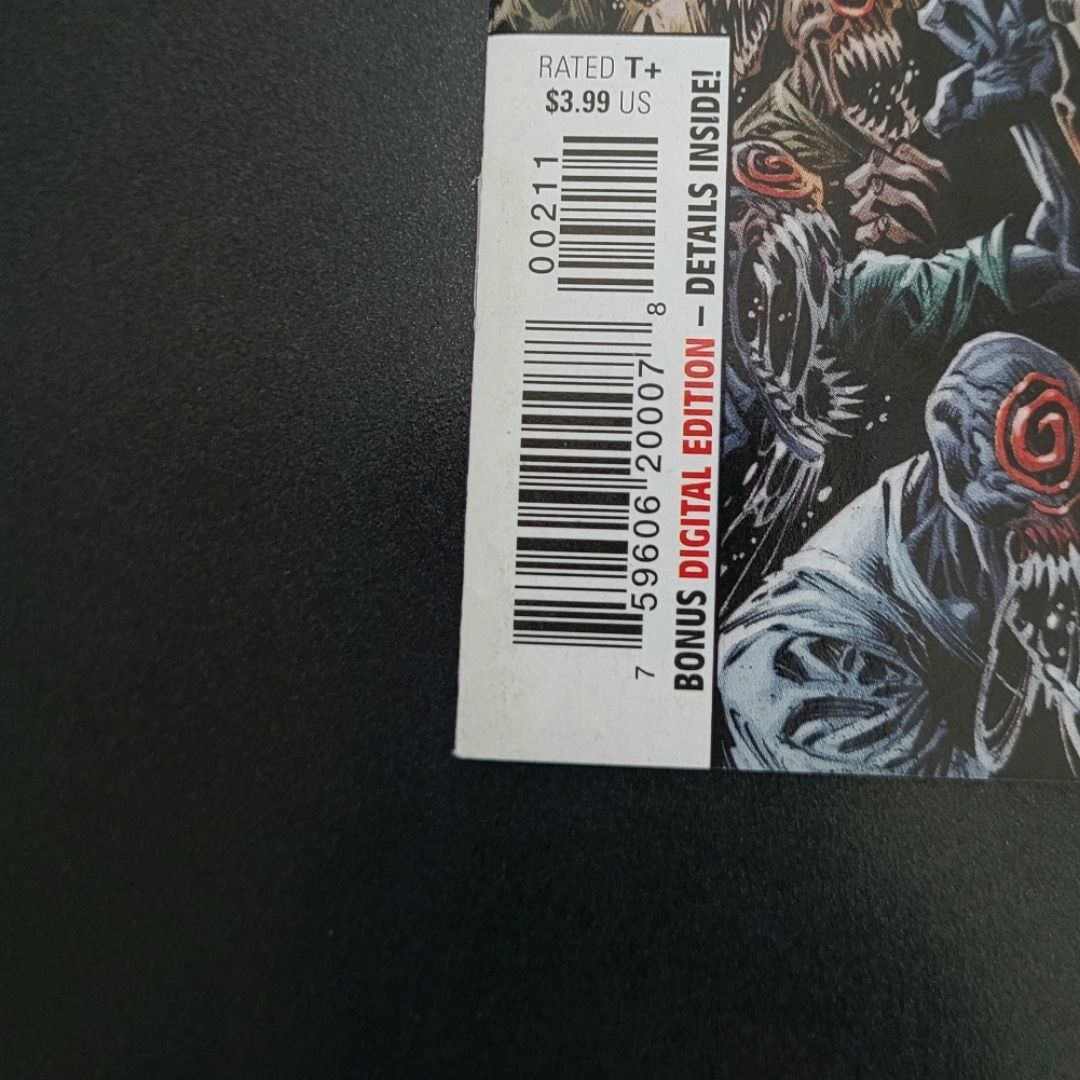 RATED T+
$3.99 US
00211
7 59606 20007 8
BONUS DIGITAL EDITION – DETAILS INSIDE!